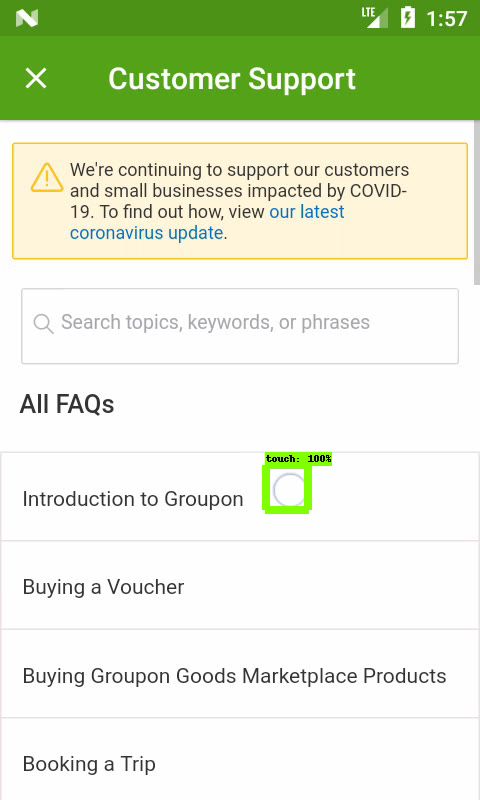 LTE 1:57
Customer Support
We're continuing to support our customers
and small businesses impacted by COVID-
19. To find out how, view our latest
coronavirus update.
Search topics, keywords, or phrases
All FAQs
touch: 100%
Introduction to Groupon
Buying a Voucher
Buying Groupon Goods Marketplace Products
Booking a Trip